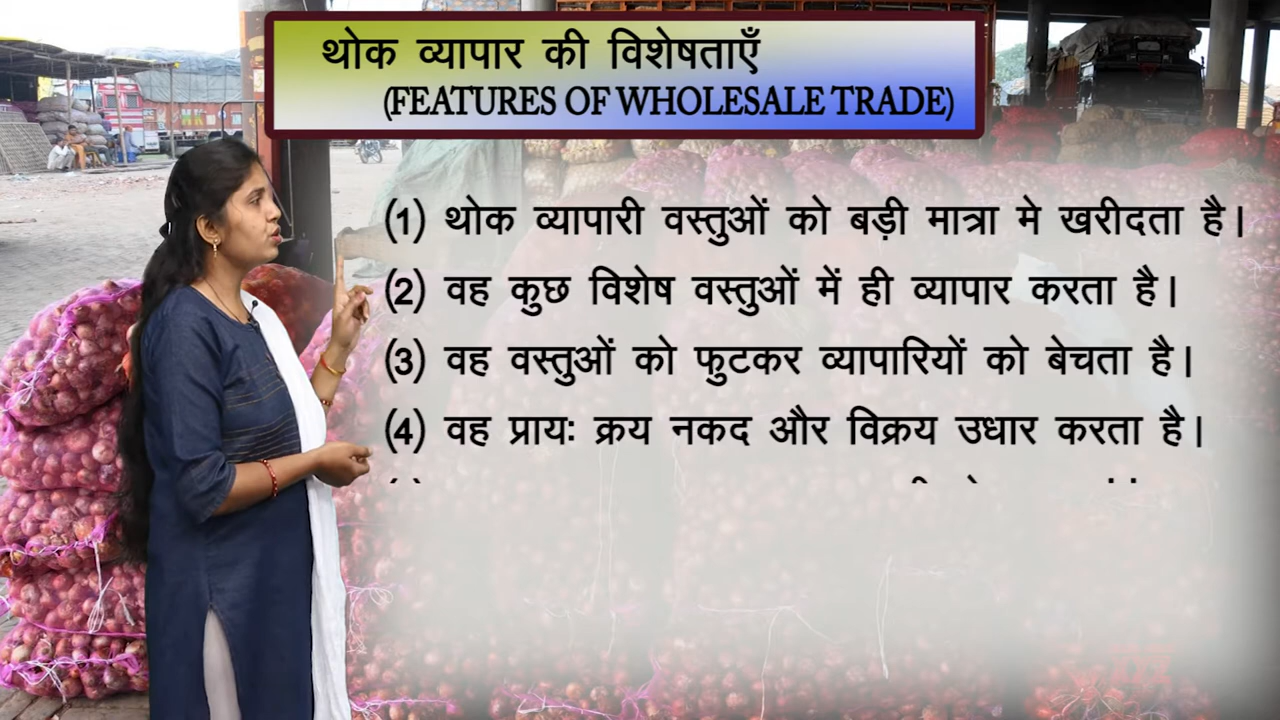 थोक व्यापार की विशेषताएँ
(FEATURES OF WHOLESALE TRADE)
(1) थोक व्यापारी वस्तुओं को बड़ी मात्रा मे खरीदता है।
(2) वह कुछ विशेष वस्तुओं में ही व्यापार करता है।
(3) वह वस्तुओं को फुटकर व्यापारियों को बेचता है।
(4) वह प्रायः क्रय नकद और विक्रय उधार करता है।